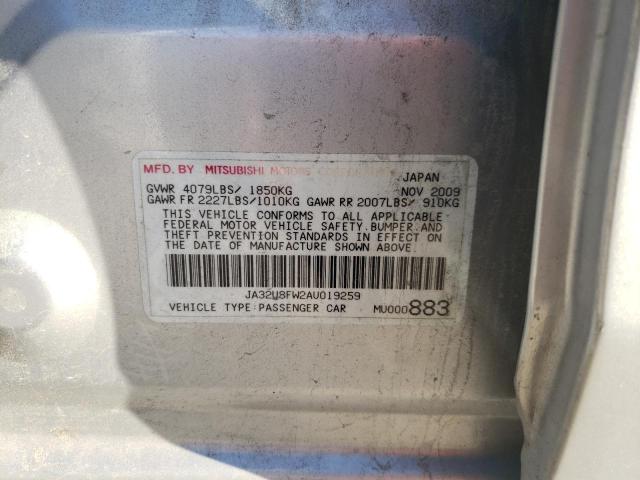 MFD. BY MITSUBISHI MOTORS CORPORATION JAPAN
GVWR 4079LBS/ 1850KG NOV 2009
GAWR FR 2227LBS/1010KG GAWR RR 2007LBS/ 910KG
THIS VEHICLE CONFORMS TO ALL APPLICABLE
FEDERAL MOTOR VEHICLE SAFETY.BUMPER.AND
THEFT PREVENTION STANDARDS IN EFFECT ON
THE DATE OF MANUFACTURE SHOWN ABOVE.
JA32U8FW2AU019259
VEHICLE TYPE:PASSENGER CAR MU000883